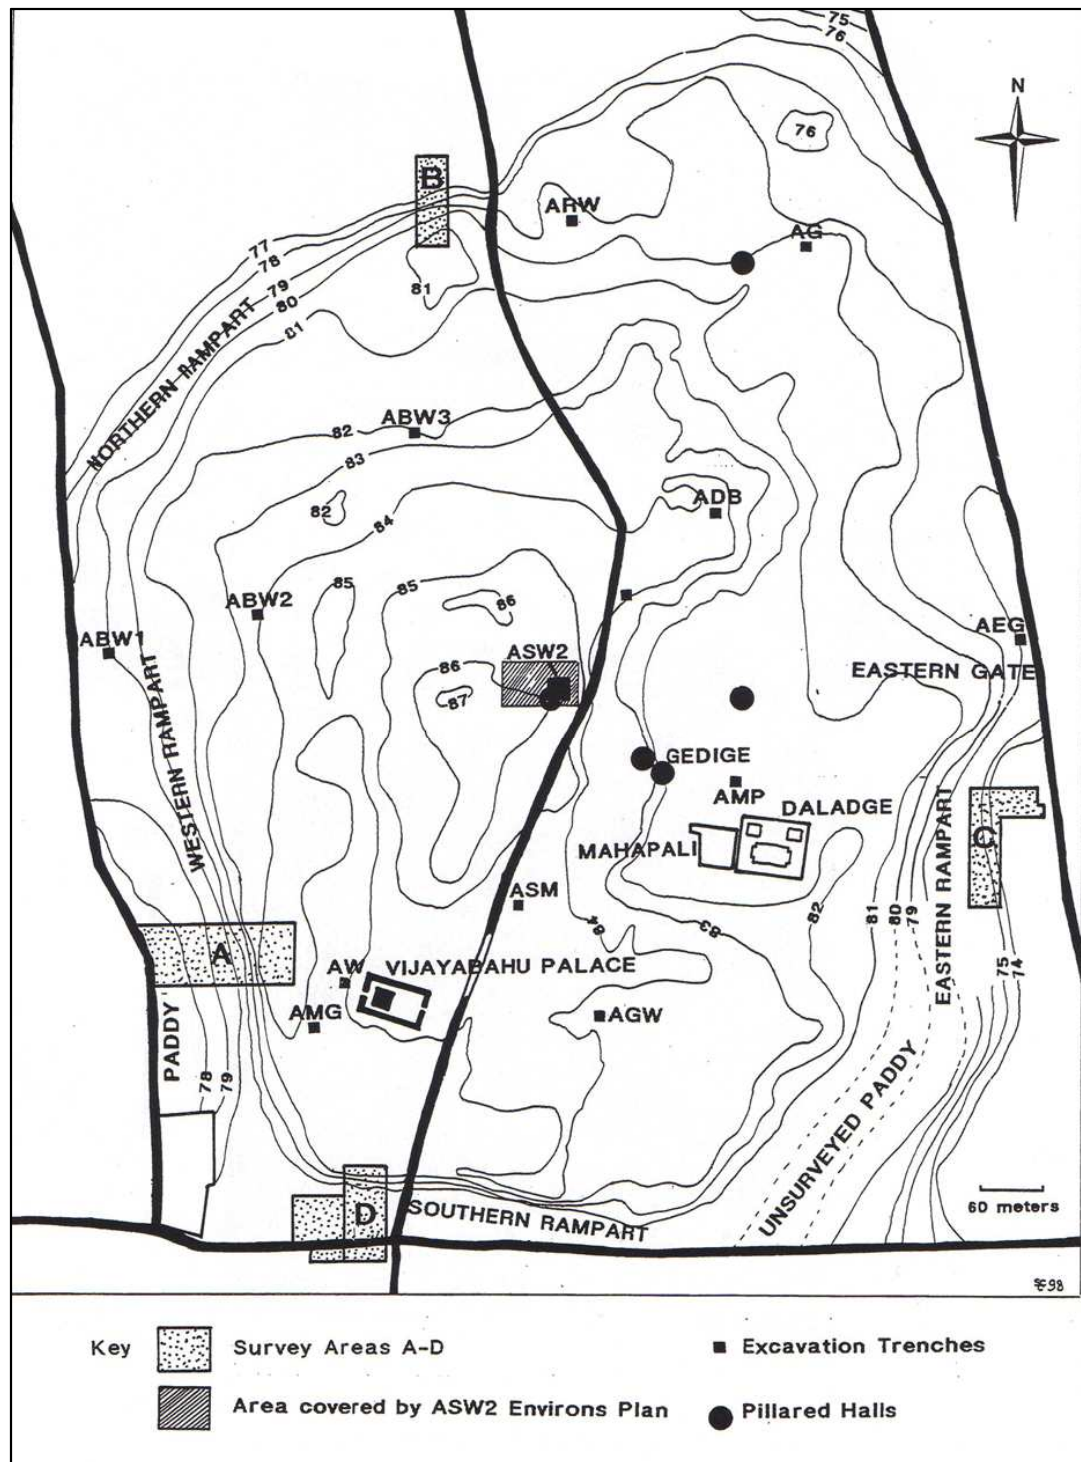 75
76
N
76
B
ARW
AG
77
78
79
80
81
81
NORTHERN RAMPART
82
ABW3
83
82
84
ADB
85
85
86
ABW2
ABW1
ASW2
AEG
86
87
EASTERN GATE
WESTERN RAMPART
GEDIGE
AMP
DALADGE
MAHAPALI
EASTERN RAMPART
C
ASM
82
81
80
79
84
83
A
AW
VIJAYABAHU PALACE
75
74
AMG
AGW
PADDY
78
79
UNSURVEYED PADDY
D
SOUTHERN RAMPART
60 meters
Key
Survey Areas A-D
Excavation Trenches
Area covered by ASW2 Environs Plan
Pillared Halls